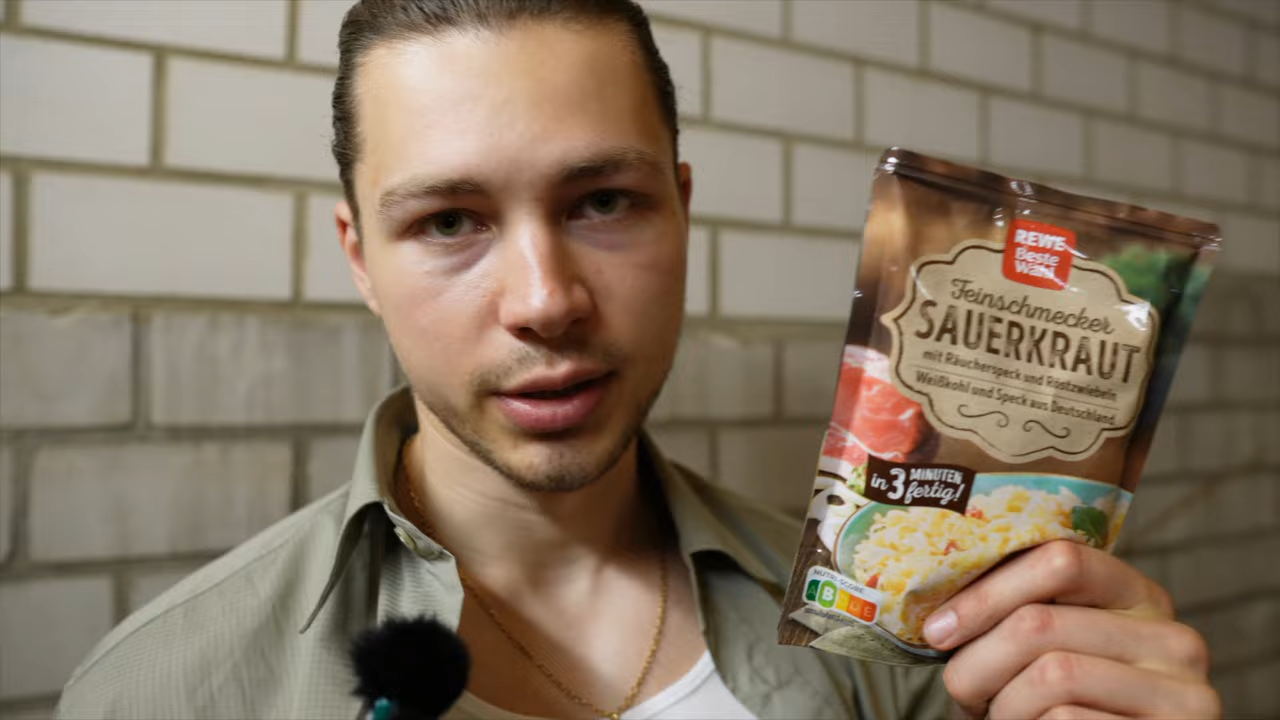 REWE
Beste
Wahl
Feinschmecker
SAUERKRAUT
mit Räucherspeck und Röstzwiebeln
Weißkohl und Speck aus Deutschland
in 3 MINUTEN
fertig!
NUTRI-SCORE
A B C D E